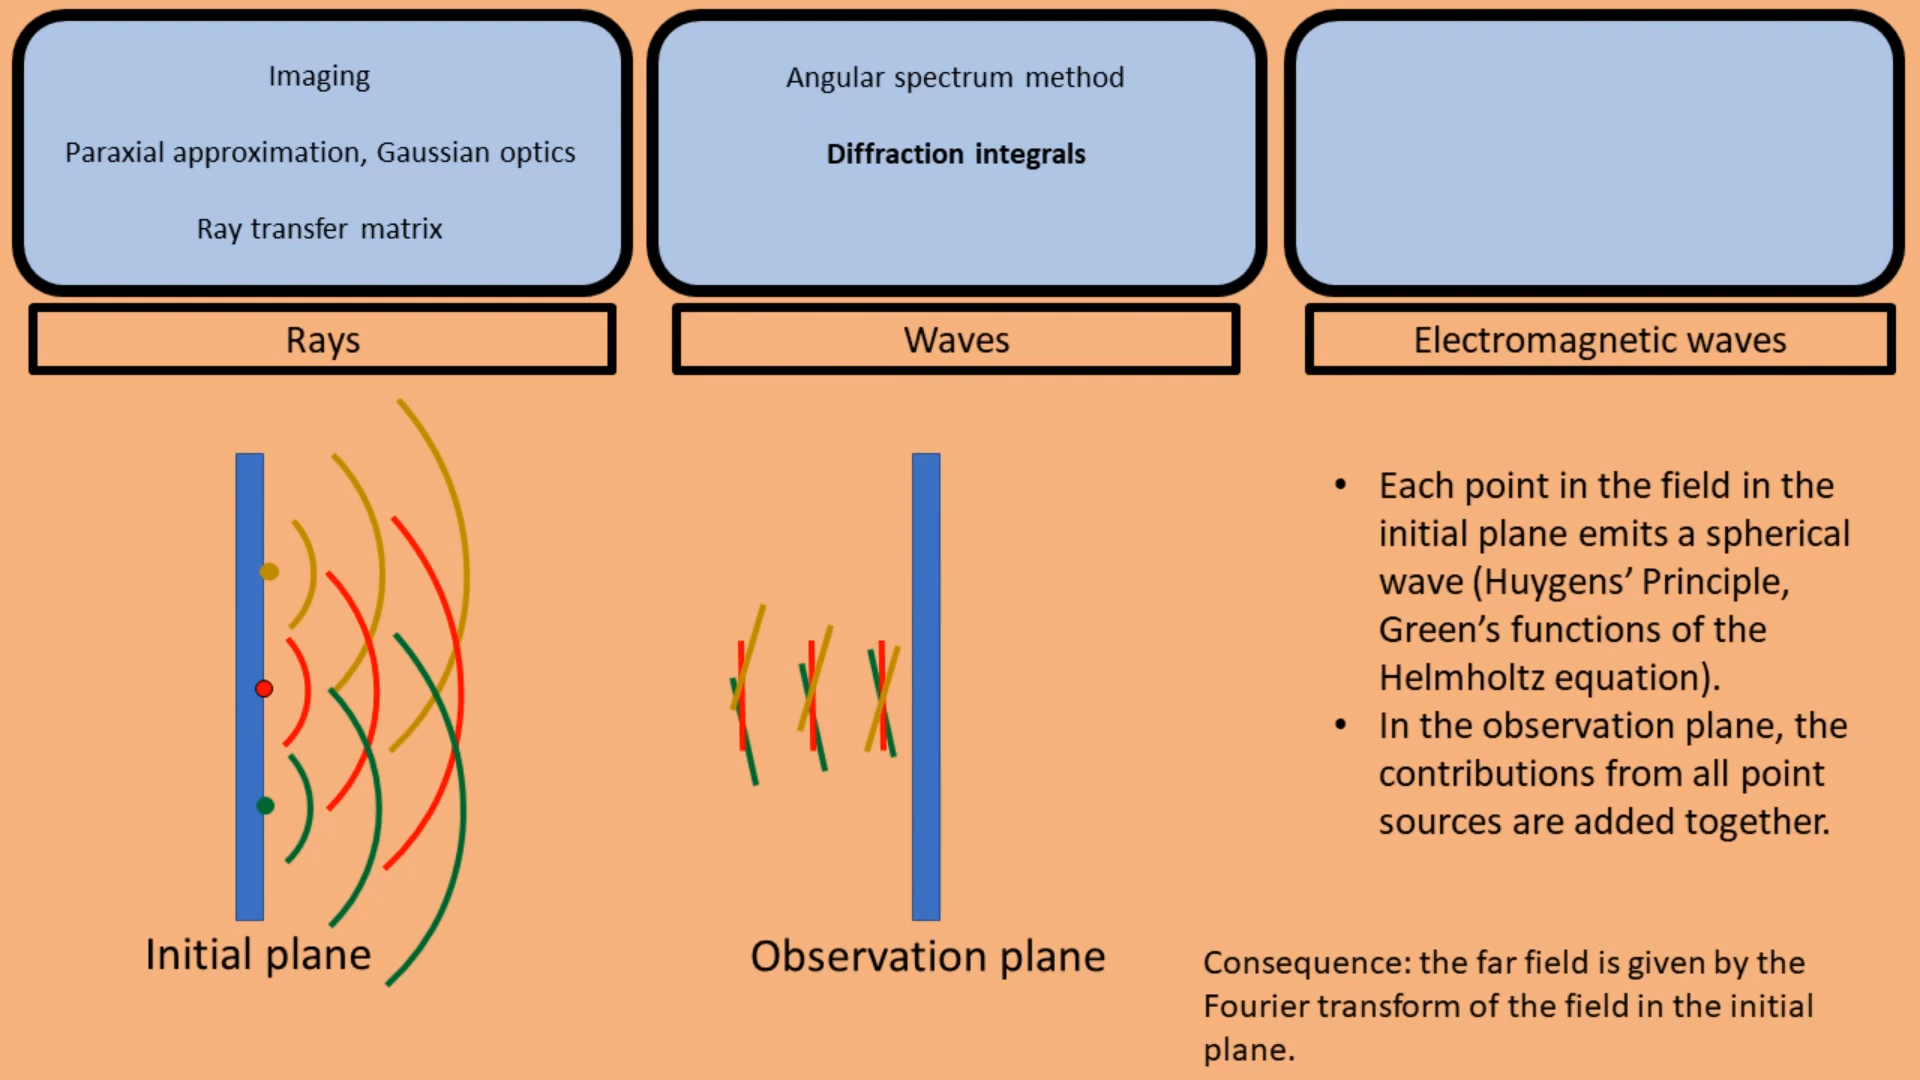 Imaging
Paraxial approximation, Gaussian optics
Ray transfer matrix
Angular spectrum method
Diffraction integrals
Rays
Waves
Electromagnetic waves
Initial plane
Observation plane
• Each point in the field in the
initial plane emits a spherical
wave (Huygens’ Principle,
Green’s functions of the
Helmholtz equation).
• In the observation plane, the
contributions from all point
sources are added together.
Consequence: the far field is given by the
Fourier transform of the field in the initial
plane.